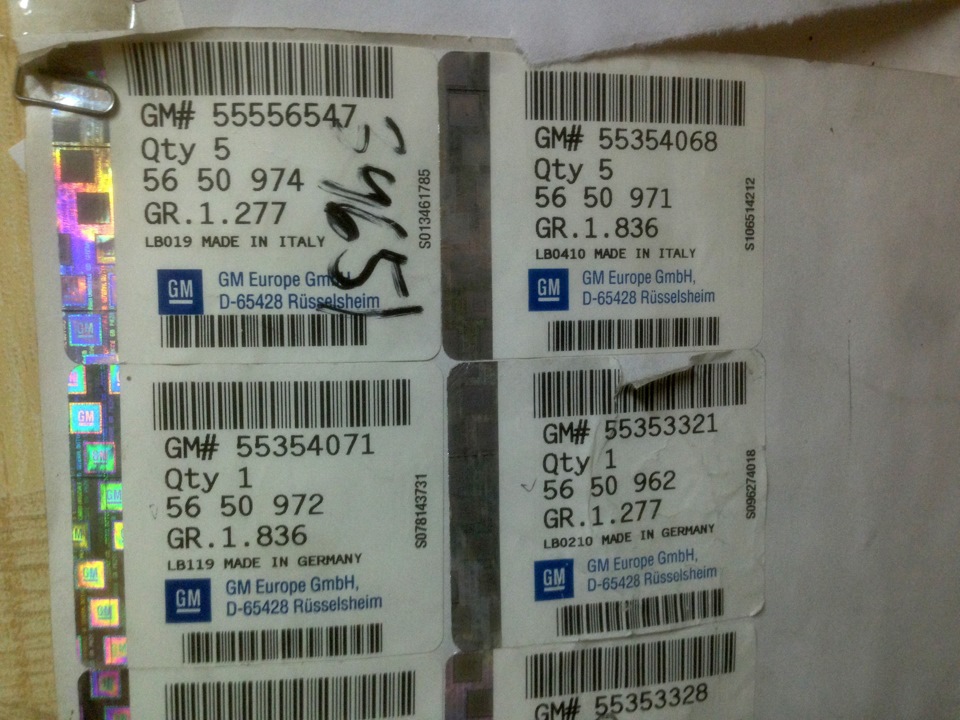 GM# 55556547
Qty 5
56 50 974
GR.1.277
LB019 MADE IN ITALY
GM
GM Europe GmbH,
D-65428 Rüsselsheim
S013461785
GM# 55354068
Qty 5
56 50 971
GR.1.836
LB0410 MADE IN ITALY
GM
GM Europe GmbH,
D-65428 Rüsselsheim
S106514212
GM# 55354071
Qty 1
56 50 972
GR.1.836
LB119 MADE IN GERMANY
GM
GM Europe GmbH,
D-65428 Rüsselsheim
S078143731
GM# 55353321
Qty 1
56 50 962
GR.1.277
LB0210 MADE IN GERMANY
GM
GM Europe GmbH,
D-65428 Rüsselsheim
S096274018
GM# 55353328